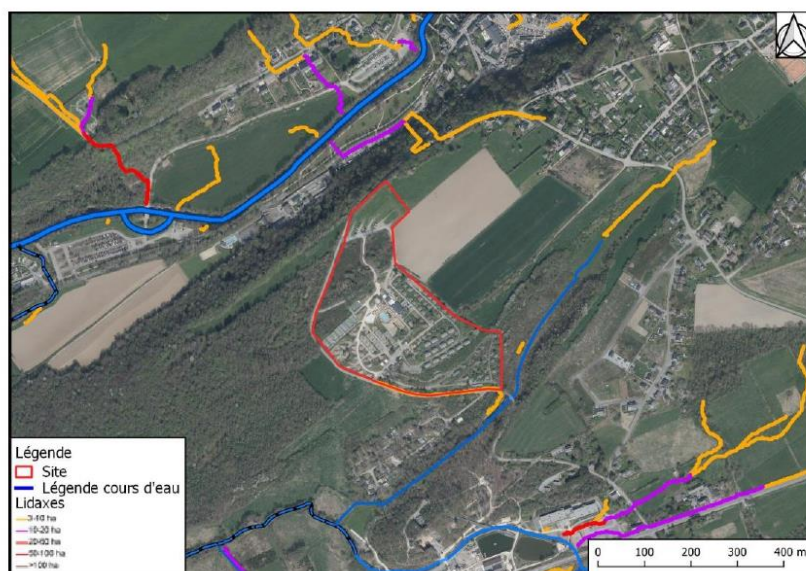 Légende
Site
Légende cours d'eau
Lidaxes
3-10 ha
10-20 ha
20-50 ha
50-100 ha
>100 ha
0 100 200 300 400 m